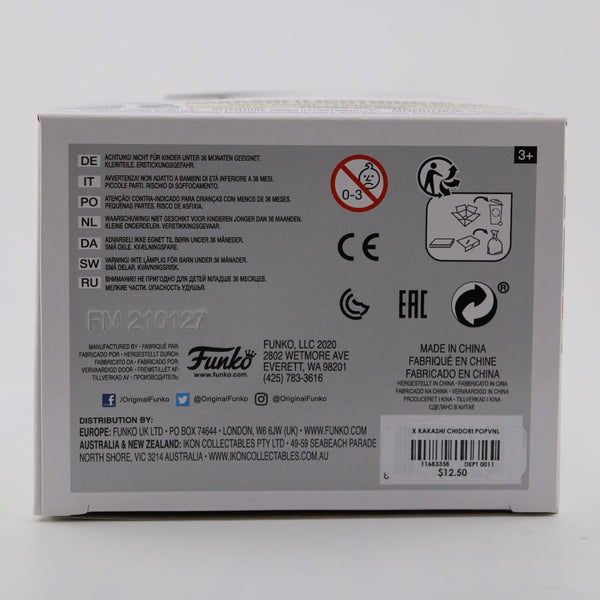 DE ACHTUNG! NICHT FÜR KINDER UNTER 36 MONATEN GEEIGNET.
KLEINTEILE. ERSTICKUNGSGEFAHR.
IT AVVERTENZA! NON ADATTO A BAMBINI DI ETÀ INFERIORE A 36 MESI.
PICCOLE PARTI. RISCHIO DI SOFFOCAMENTO.
PO ATENÇÃO! CONTRA-INDICADO PARA CRIANÇAS COM MENOS DE 36 MESES.
PEQUENAS PARTES. RISCO DE ASFIXIA.
NL WAARSCHUWING! NIET GESCHIKT VOOR KINDEREN JONGER DAN 36 MAANDEN.
KLEINE ONDERDELEN. VERSTIKKINGSGEVAAR.
DA ADVARSEL! IKKE EGNET TIL BØRN UNDER 36 MÅNEDER.
SMÅ DELE. KVÆLNINGSFARE.
SW VARNING! INTE LÄMPLIG FÖR BARN UNDER 36 MÅNADER.
SMÅ DELAR. KVÄVNINGSRISK.
RU ВНИМАНИЕ! НЕ ПРИГОДНО ДЛЯ ДЕТЕЙ МЛАДШЕ 36 МЕСЯЦЕВ.
МЕЛКИЕ ЧАСТИ, ОПАСНОСТЬ УДУШЬЯ.
0-3
3+
CE
EAC
®
FM 210127
MANUFACTURED BY • FABRIQUÉ PAR:
FABRICADO POR • HERGESTELLT DURCH:
FABBRICATO DA • FABRICADO POR:
VERVAARDIGD DOOR • FREMSTILLET AF:
TILLVERKAD AV • ПРОИЗВОДИТЕЛЬ:
Funko
www.funko.com
FUNKO, LLC 2020
2802 WETMORE AVE
EVERETT, WA 98201
(425) 783-3616
/OriginalFunko @OriginalFunko @OriginalFunko
MADE IN CHINA
FABRIQUÉ EN CHINE
FABRICADO EN CHINA
HERGESTELLT IN CHINA • FABBRICATO IN CINA
FABRICADO NA CHINA • VERVAARDIGD IN CHINA
PRODUCERET I KINA • TILLVERKAD I KINA
СДЕЛАНО В КИТАЕ
DISTRIBUTION BY:
EUROPE: FUNKO UK LTD • PO BOX 74644 • LONDON, W6 6JW (UK) • WWW.FUNKO.COM
AUSTRALIA & NEW ZEALAND: IKON COLLECTABLES PTY LTD • 49-59 SEABEACH PARADE
NORTH SHORE, VIC 3214 AUSTRALIA • WWW.IKONCOLLECTABLES.COM.AU
X KAKASHI CHIDORI POPVNL
11683358 DEPT 0011
$12.50